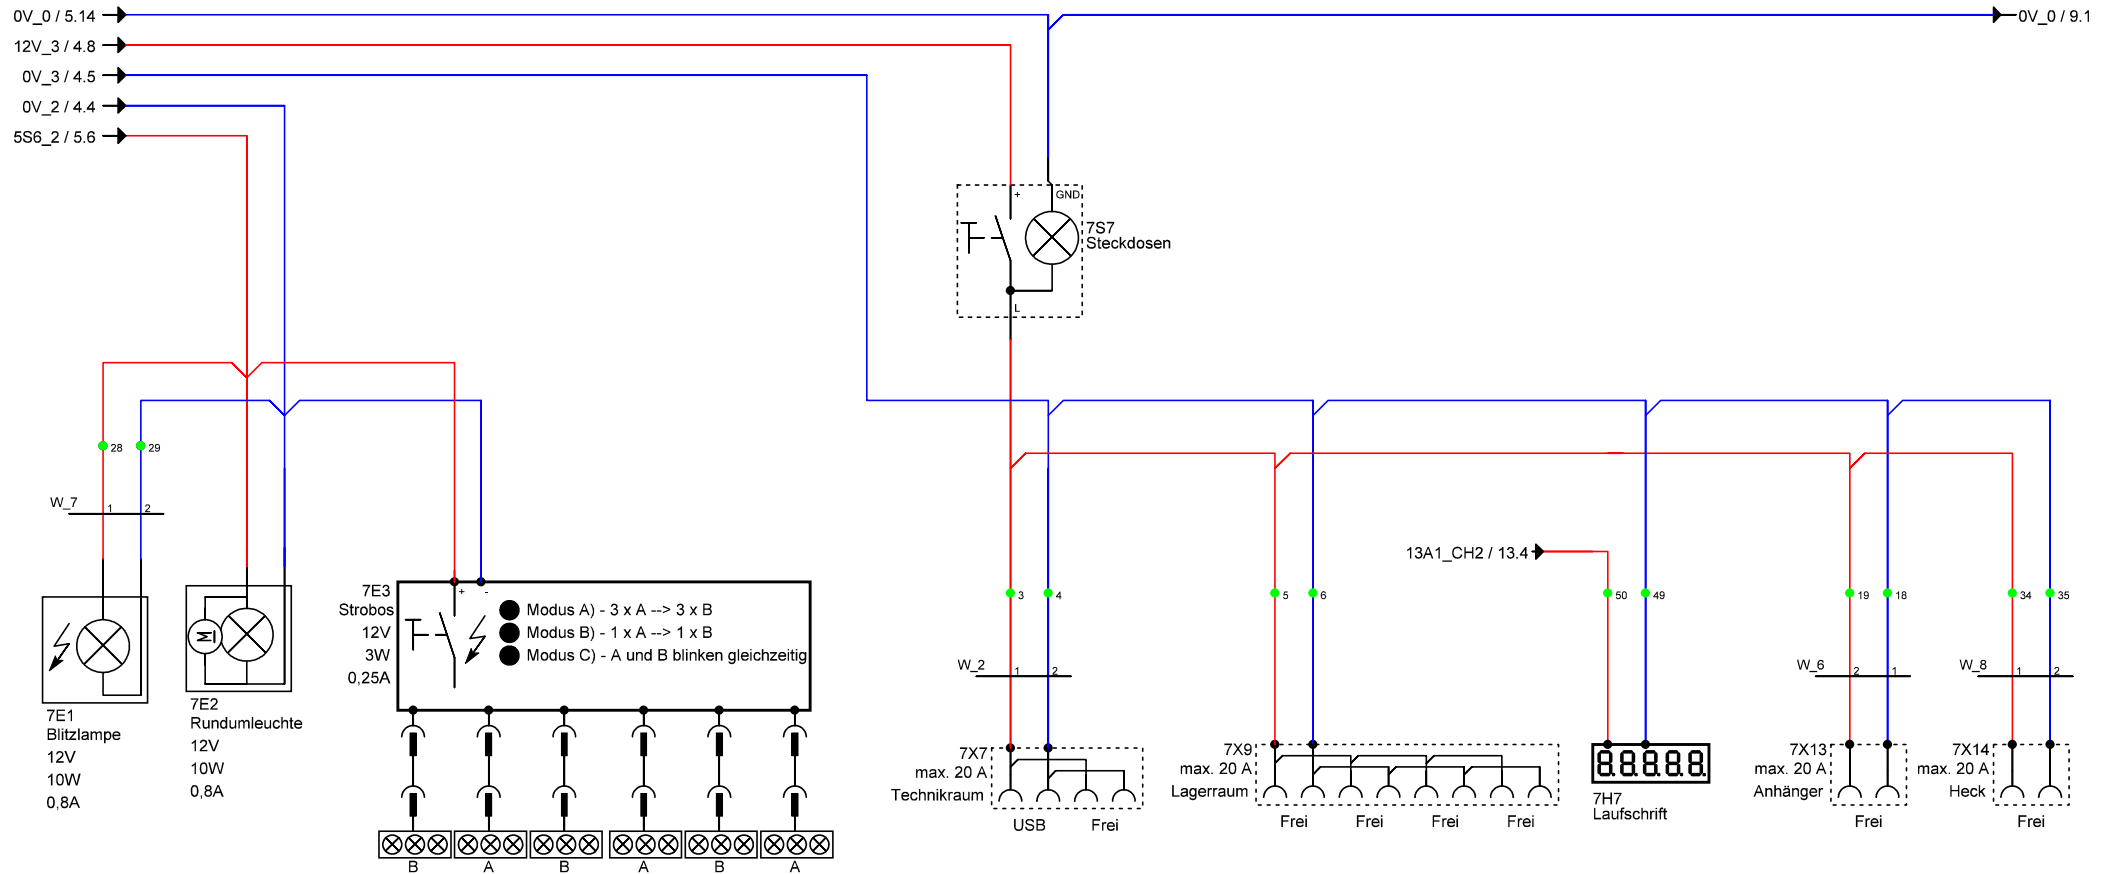 0V_0 / 5.14
0V_0 / 9.1
12V_3 / 4.8
0V_3 / 4.5
0V_2 / 4.4
5S6_2 / 5.6
+
GND
7S7
Steckdosen
L
28
29
W_7
1
2
13A1_CH2 / 13.4
7E3
Strobos
12V
3W
0,25A
+
-
Modus A) - 3 x A --> 3 x B
Modus B) - 1 x A --> 1 x B
Modus C) - A und B blinken gleichzeitig
3
4
5
6
50
49
19
18
34
35
M
W_2
1
2
W_6
2
1
W_8
1
2
7E1
Blitzlampe
12V
10W
0,8A
7E2
Rundumleuchte
12V
10W
0,8A
7X7
max. 20 A
Technikraum
USB
Frei
7X9
max. 20 A
Lagerraum
Frei
Frei
Frei
Frei
8.8.8.8.8.
7H7
Laufschrift
7X13
max. 20 A
Anhänger
Frei
7X14
max. 20 A
Heck
Frei
B
A
B
A
B
A